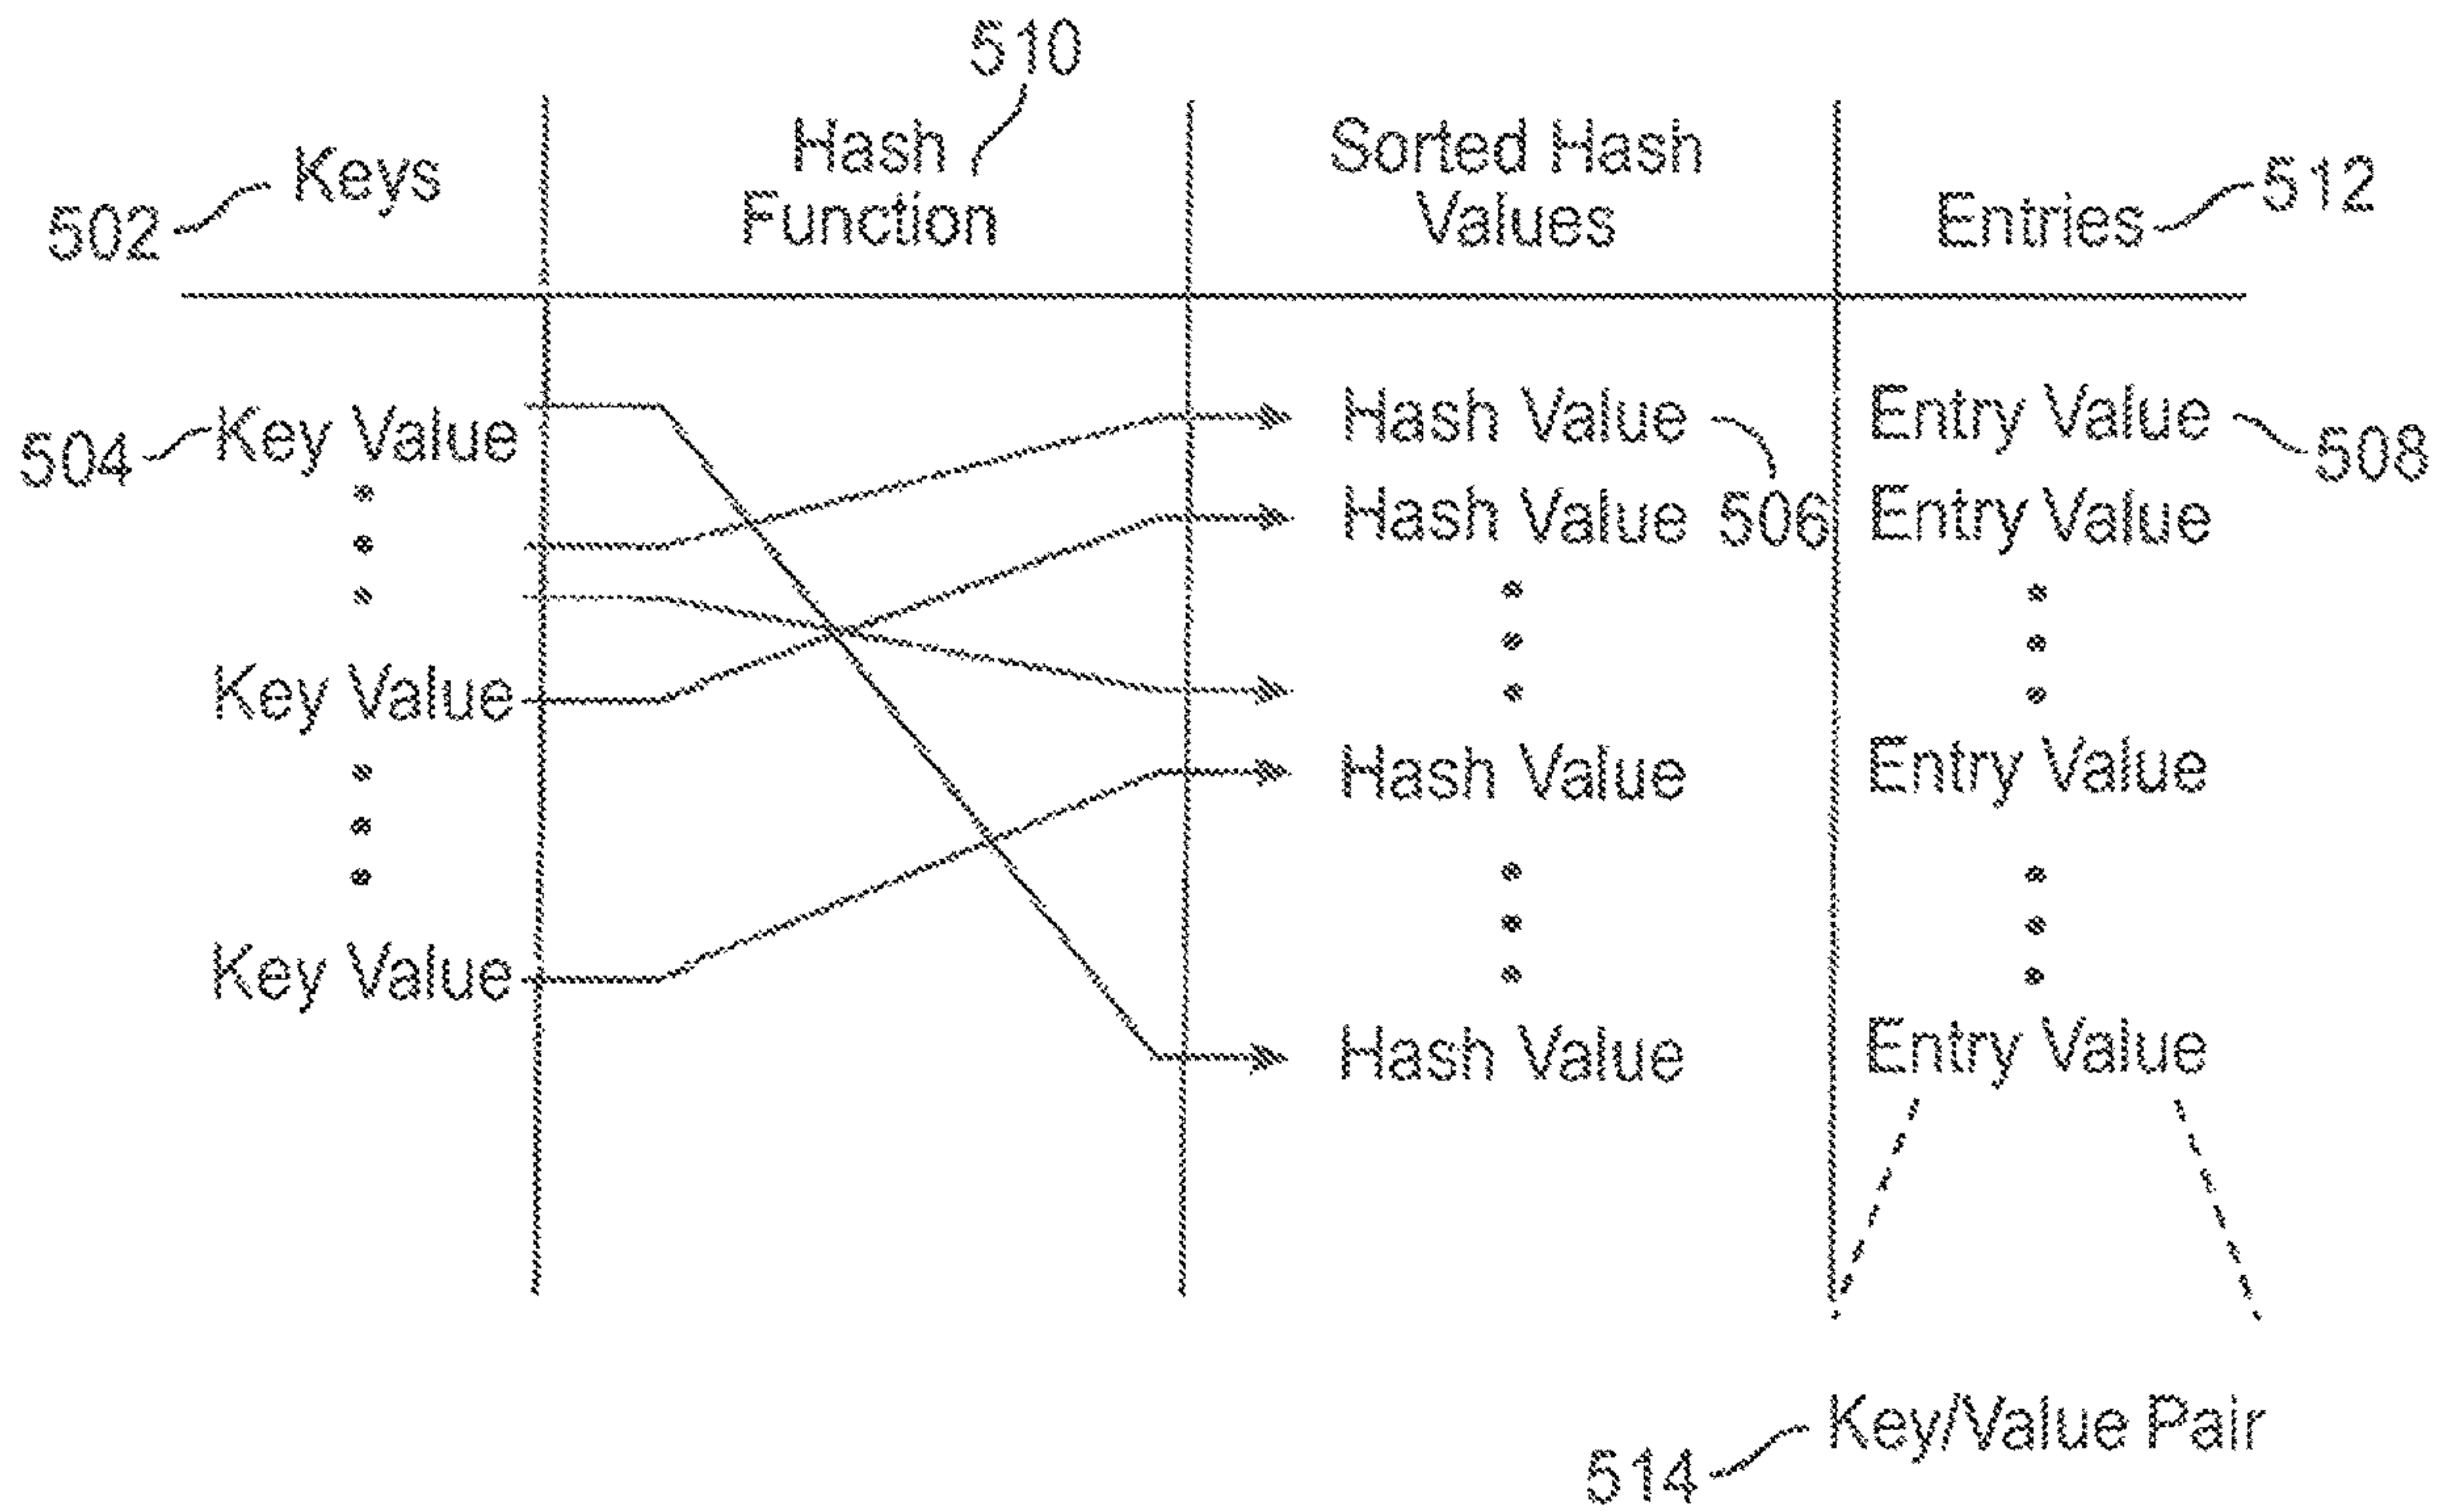 510
502 Keys
Hash
Function
Sorted Hash
Values
Entries 512
504 Key Value
Hash Value
Entry Value 508
Hash Value 506
Entry Value
Key Value
Hash Value
Entry Value
Key Value
Hash Value
Entry Value
514 Key/Value Pair